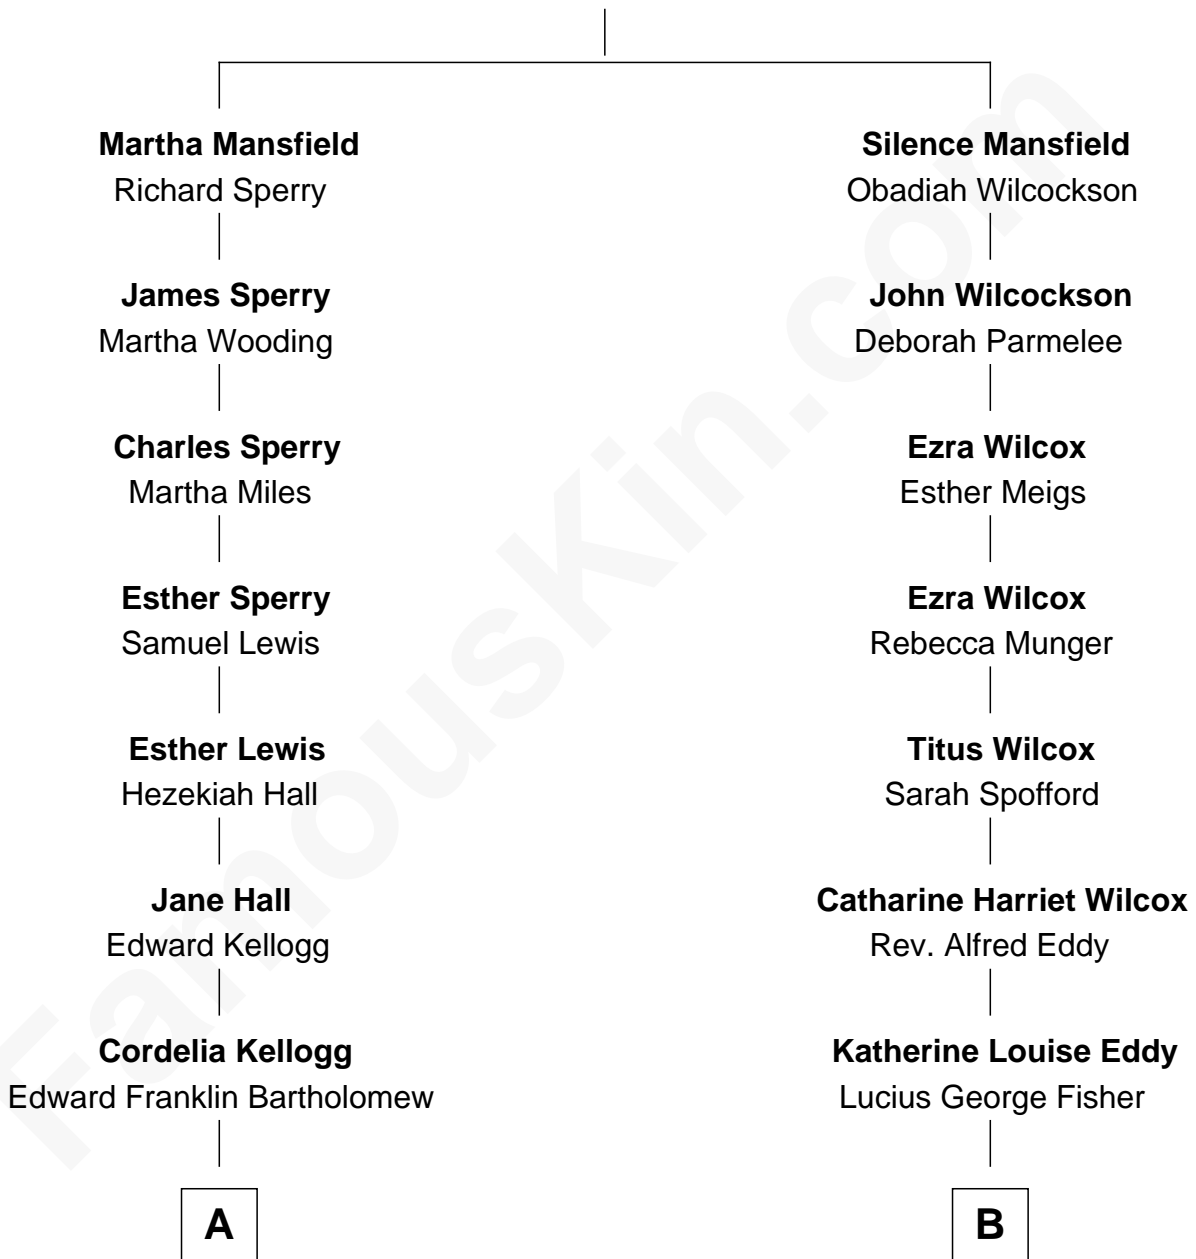 Martha Mansfield
Richard Sperry
James Sperry
Martha Wooding
Charles Sperry
Martha Miles
Esther Sperry
Samuel Lewis
Esther Lewis
Hezekiah Hall
Jane Hall
Edward Kellogg
Cordelia Kellogg
Edward Franklin Bartholomew
A
Silence Mansfield
Obadiah Wilcockson
John Wilcockson
Deborah Parmelee
Ezra Wilcox
Esther Meigs
Ezra Wilcox
Rebecca Munger
Titus Wilcox
Sarah Spofford
Catharine Harriet Wilcox
Rev. Alfred Eddy
Katherine Louise Eddy
Lucius George Fisher
B
FamousKin.com